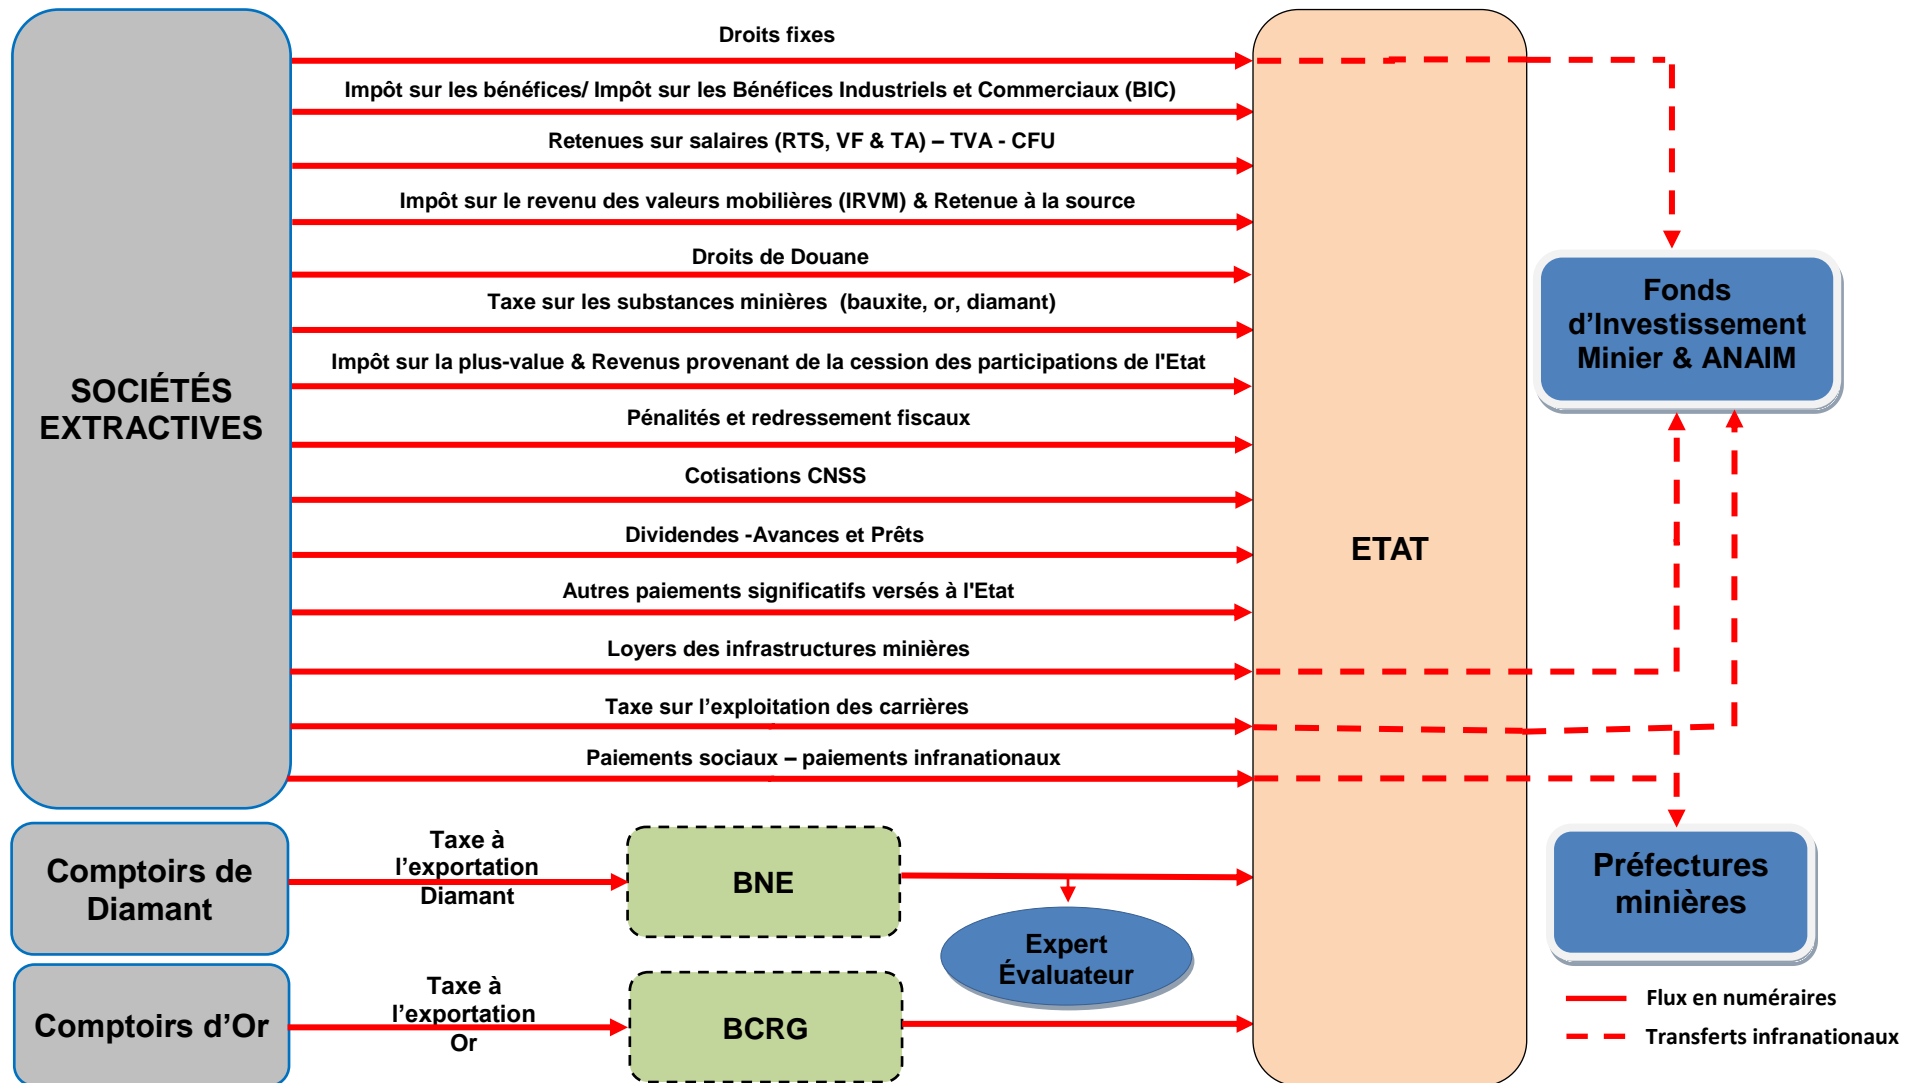 Droits fixes
Impôt sur les bénéfices/ Impôt sur les Bénéfices Industriels et Commerciaux (BIC)
Retenues sur salaires (RTS, VF & TA) – TVA - CFU
Impôt sur le revenu des valeurs mobilières (IRVM) & Retenue à la source
Droits de Douane
Taxe sur les substances minières (bauxite, or, diamant)
Impôt sur la plus-value & Revenus provenant de la cession des participations de l'Etat
SOCIÉTÉS
EXTRACTIVES
Pénalités et redressement fiscaux
Cotisations CNSS
Dividendes -Avances et Prêts
Autres paiements significatifs versés à l'Etat
Loyers des infrastructures minières
Taxe sur l’exploitation des carrières
Paiements sociaux – paiements infranationaux
ETAT
Fonds
d’Investissement
Minier & ANAIM
Comptoirs de
Diamant
Taxe à
l’exportation
Diamant
BNE
Expert
Évaluateur
Préfectures
minières
Comptoirs d’Or
Taxe à
l’exportation
Or
BCRG
Flux en numéraires
Transferts infranationaux